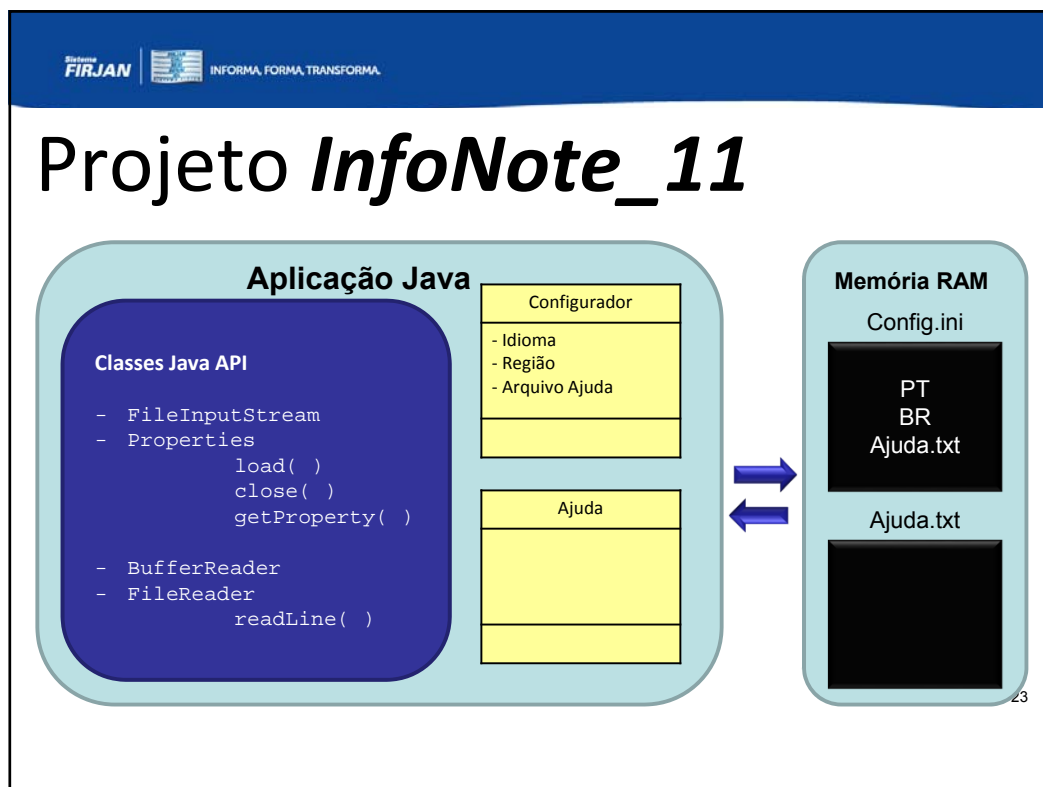 Sistema
FIRJAN
INFORMA, FORMA, TRANSFORMA.
Projeto InfoNote_11
Aplicação Java
Classes Java API
- FileInputStream
- Properties
load( )
close( )
getProperty( )
- BufferReader
- FileReader
readLine( )
Configurador
- Idioma
- Região
- Arquivo Ajuda
Ajuda
Memória RAM
Config.ini
PT
BR
Ajuda.txt
Ajuda.txt
23